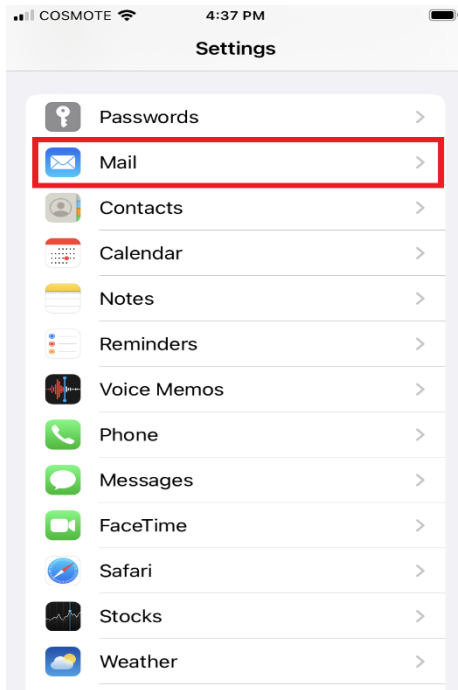 COSMOTE 4:37 PM
Settings
Passwords
Mail
Contacts
Calendar
Notes
Reminders
Voice Memos
Phone
Messages
FaceTime
Safari
Stocks
Weather